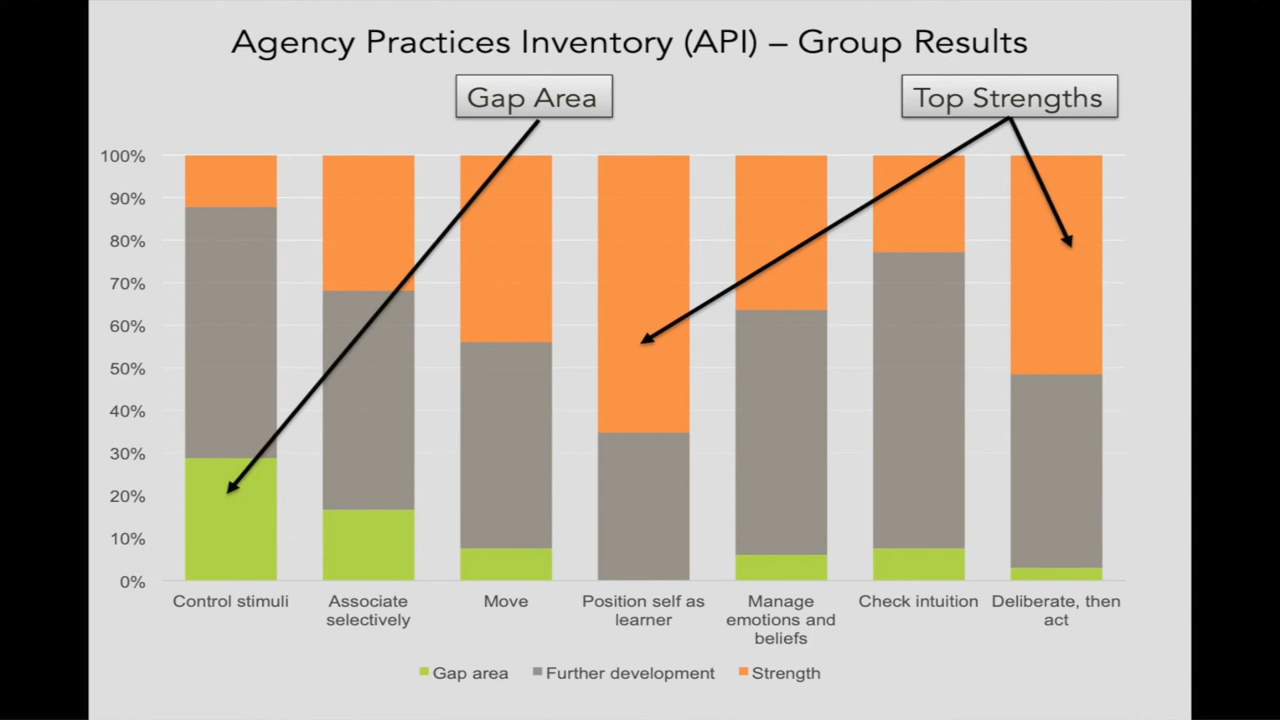 Agency Practices Inventory (API) – Group Results
Gap Area
Top Strengths
100%
90%
80%
70%
60%
50%
40%
30%
20%
10%
0%
Control stimuli
Associate
selectively
Move
Position self as
learner
Manage
emotions and
beliefs
Check intuition
Deliberate, then
act
Gap area
Further development
Strength